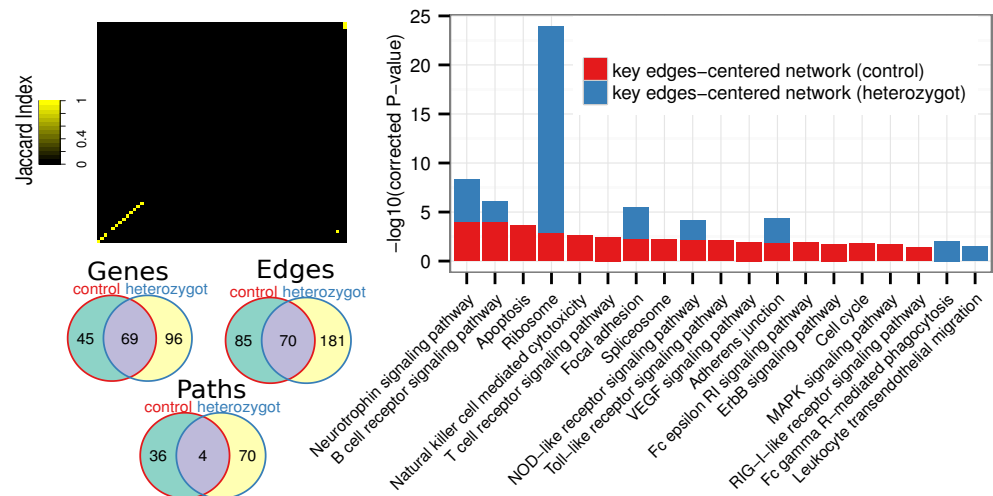 Jaccard Index
0 0.4 1
Genes
control heterozygot
45 69 96
Edges
control heterozygot
85 70 181
Paths
control heterozygot
36 4 70
−log10(corrected P−value)
25
20
15
10
5
0
key edges−centered network (control)
key edges−centered network (heterozygot)
Neurotrophin signaling pathway
B cell receptor signaling pathway
Apoptosis
Ribosome
Natural killer cell mediated cytotoxicity
T cell receptor signaling pathway
Focal adhesion
Spliceosome
NOD−like receptor signaling pathway
Toll−like receptor signaling pathway
VEGF signaling pathway
Adherens junction
Fc epsilon RI signaling pathway
ErbB signaling pathway
Cell cycle
MAPK signaling pathway
RIG−I−like receptor signaling pathway
Fc gamma R−mediated phagocytosis
Leukocyte transendothelial migration